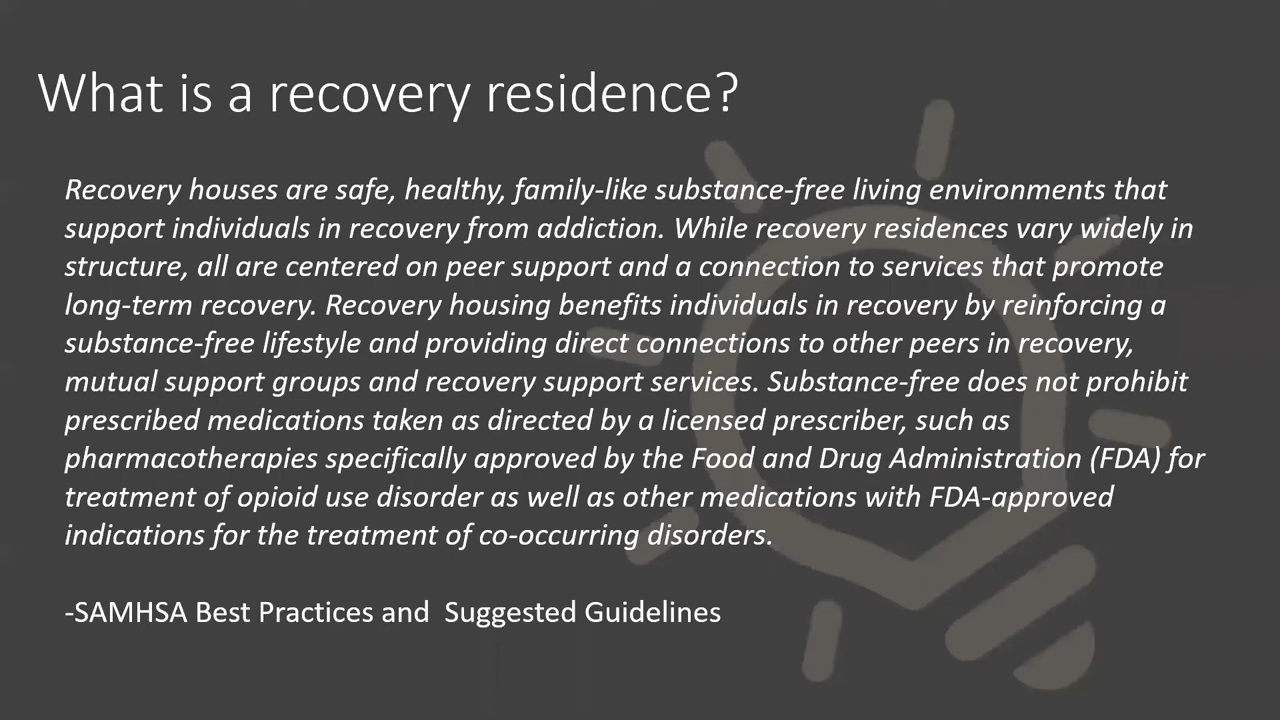 What is a recovery residence?
Recovery houses are safe, healthy, family-like substance-free living environments that
support individuals in recovery from addiction. While recovery residences vary widely in
structure, all are centered on peer support and a connection to services that promote
long-term recovery. Recovery housing benefits individuals in recovery by reinforcing a
substance-free lifestyle and providing direct connections to other peers in recovery,
mutual support groups and recovery support services. Substance-free does not prohibit
prescribed medications taken as directed by a licensed prescriber, such as
pharmacotherapies specifically approved by the Food and Drug Administration (FDA) for
treatment of opioid use disorder as well as other medications with FDA-approved
indications for the treatment of co-occurring disorders.
-SAMHSA Best Practices and  Suggested Guidelines